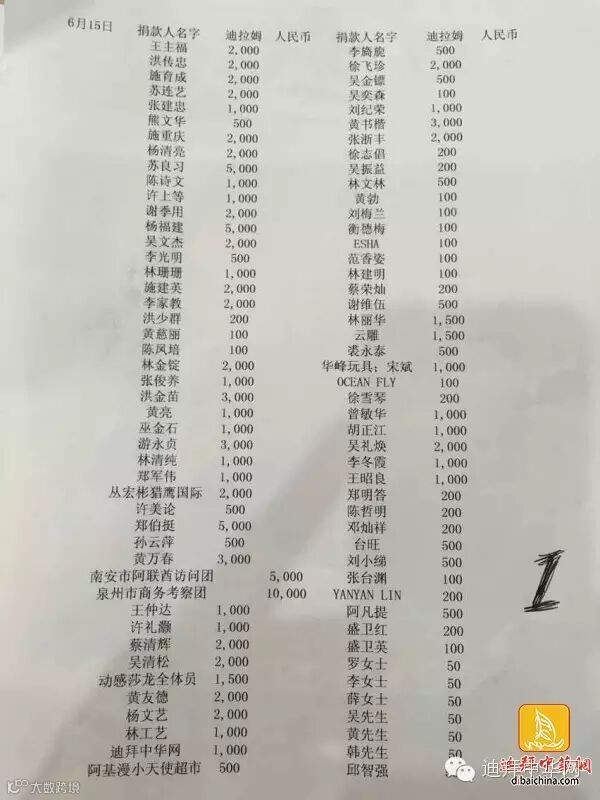 6月15日 捐款人名字 迪拉姆 人民币
王主福 2,000
洪传忠 2,000
施育成 2,000
苏连艺 2,000
张建忠 1,000
熊文华 500
施重庆 2,000
杨清亮 2,000
苏良习 5,000
陈诗文 1,000
许上等 1,000
谢季用 2,000
杨福建 5,000
吴文杰 2,000
李光明 500
林珊珊 1,000
施建英 2,000
李家教 2,000
洪少群 200
黄慈丽 100
陈凤培 100
林金锭 2,000
张俊养 1,000
洪金苗 3,000
黄亮 1,000
巫金石 1,000
游永贞 3,000
林清纯 1,000
郑军伟 1,000
丛宏彬猎鹰国际 2,000
许美论 500
郑伯挺 5,000
孙云萍 500
黄万春 3,000
南安市阿联酋访问团 5,000
泉州市商务考察团 10,000
王仲达 1,000
许礼灏 1,000
蔡清辉 2,000
吴清松 2,000
动感莎龙全体员 1,500
黄友德 2,000
杨文艺 2,000
林工艺 1,000
迪拜中华网 1,000
阿基漫小天使超市 500
捐款人名字 迪拉姆 人民币
李旖旎 500
徐飞珍 2,000
吴金镖 500
吴奕森 100
刘纪荣 1,000
黄书楷 3,000
张浙丰 2,000
徐志倡 200
吴振益 200
林文林 500
黄勃 100
刘梅兰 100
衡德梅 100
ESHA 100
范香姿 100
林建明 100
蔡荣灿 200
谢维伍 500
林丽华 1,500
云雕 1,500
裘永泰 500
华峰玩具：宋斌 1,000
OCEAN FLY 100
徐雪琴 200
曾敏华 1,000
胡正江 1,000
吴礼焕 2,000
李冬霞 1,000
王昭良 1,000
郑明答 200
陈哲明 200
邓灿祥 200
台旺 500
刘小绨 500
张台渊 100
YANYAN LIN 200
阿凡提 500
盛卫红 200
盛卫英 100
罗女士 50
李女士 50
薛女士 50
吴先生 50
黄先生 50
韩先生 50
邱智强
1
迪拜中华网
迪拜中华网
dibaichina.com
大数跨境